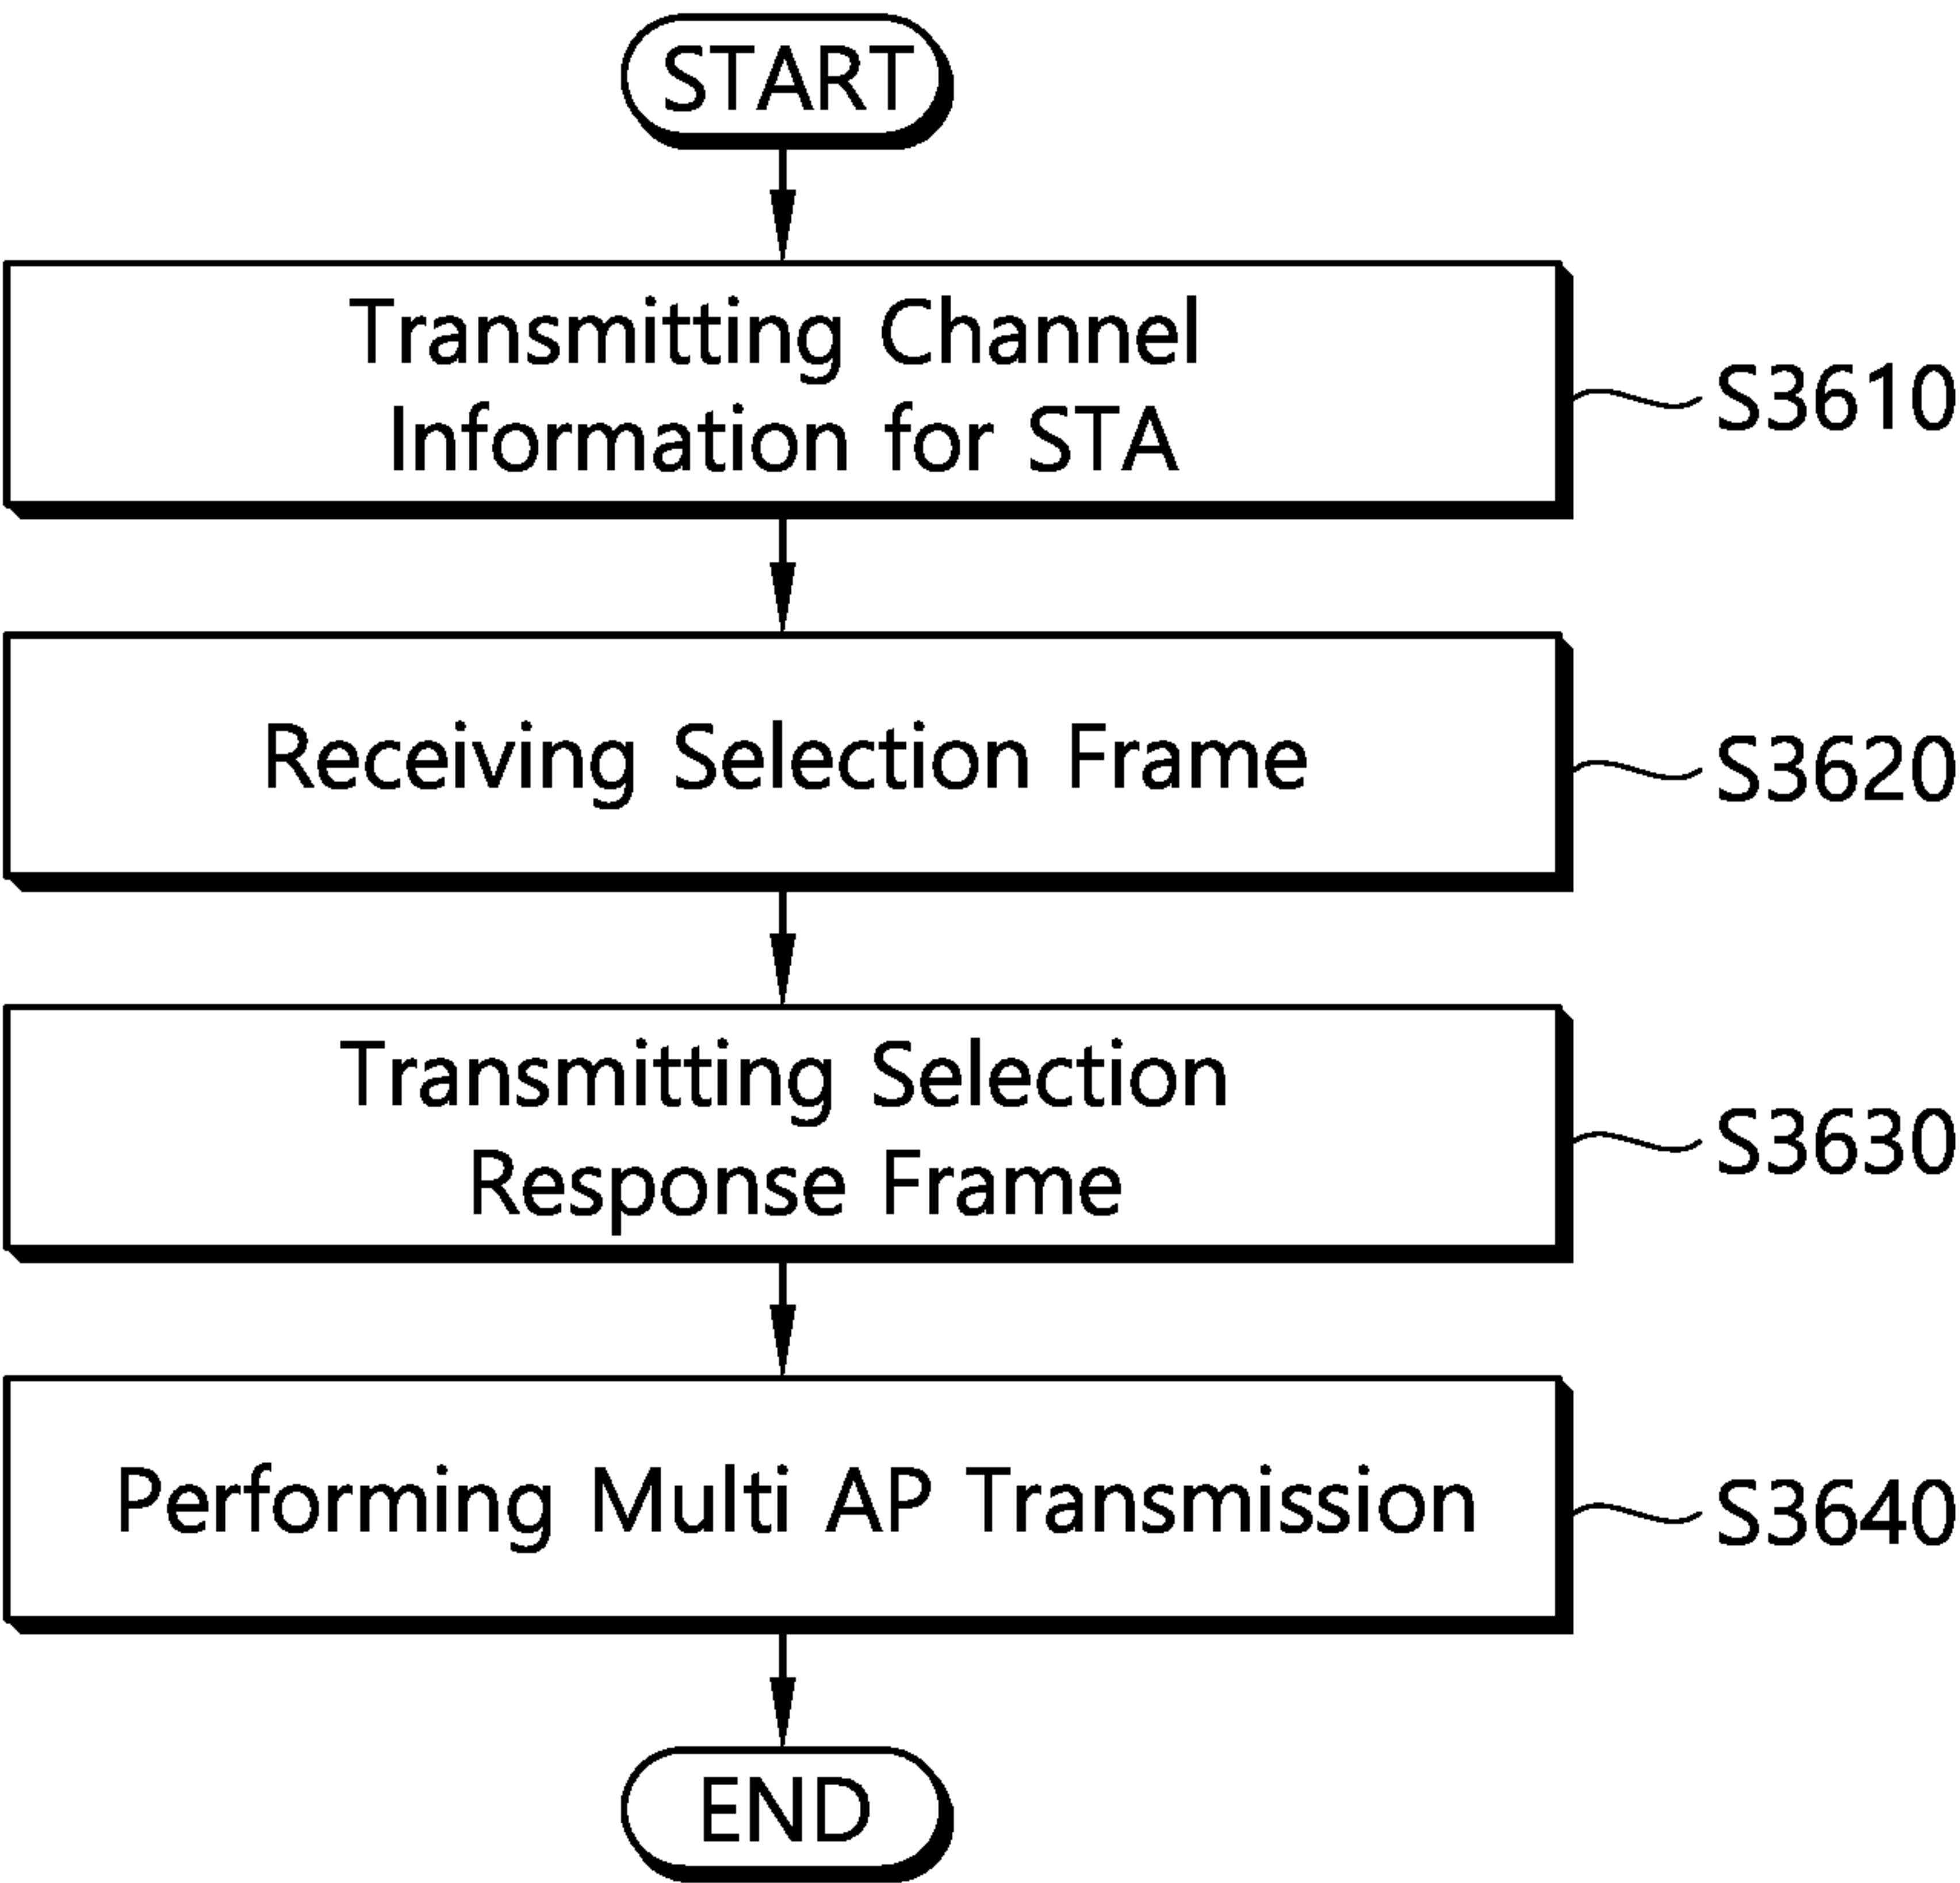 START
Transmitting Channel
Information for STA
S3610
Receiving Selection Frame
S3620
Transmitting Selection
Response Frame
S3630
Performing Multi AP Transmission
S3640
END